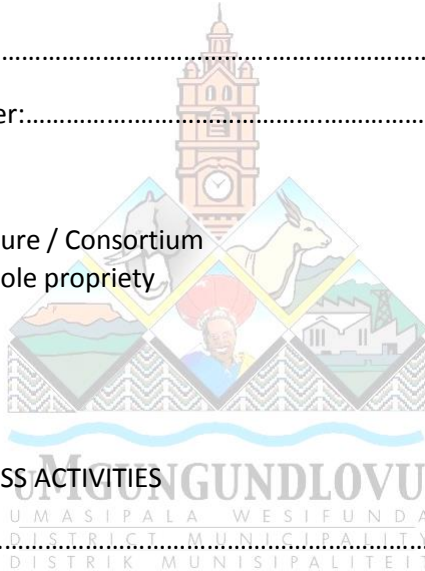 ……………………………………………………………
er:……………………………………………………
ure / Consortium
ole propriety
SS ACTIVITIES
UMGUNGUNDLOVU
UMASIPALA WESIFUNDA
DISTRICT MUNICIPALITY
……………………………………………………………
DISTRIK MUNISIPALITEIT